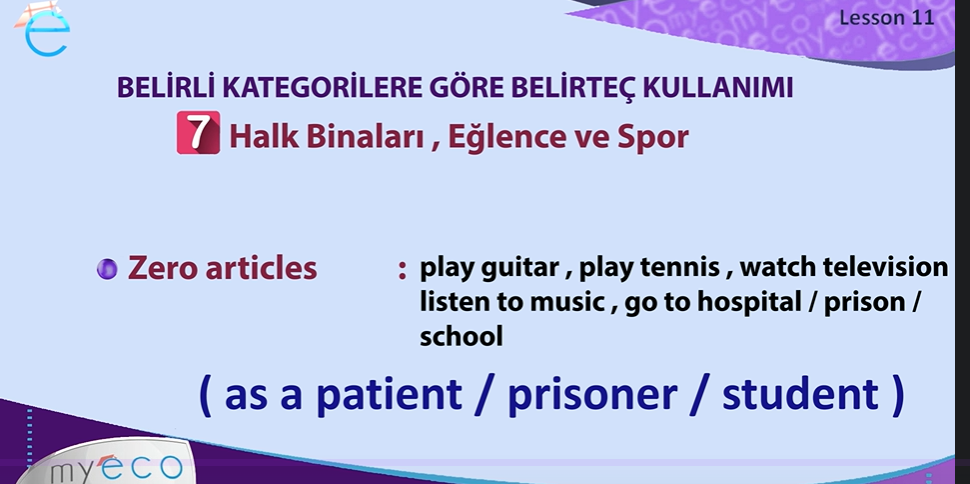 Lesson 11
BELİRLİ KATEGORİLERE GÖRE BELİRTEÇ KULLANIMI
7 Halk Binaları , Eğlence ve Spor
Zero articles : play guitar , play tennis , watch television
listen to music , go to hospital / prison /
school
( as a patient / prisoner / student )
myeco